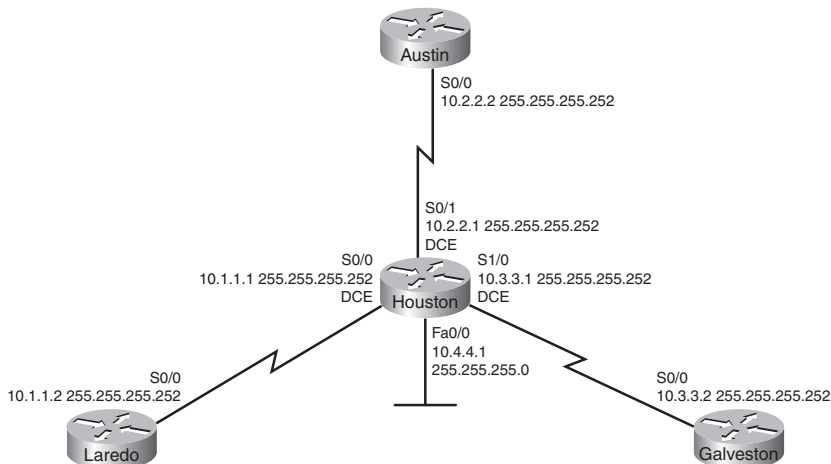 Austin
S0/0
10.2.2.2 255.255.255.252
S0/1
10.2.2.1 255.255.255.252
DCE
S0/0
10.1.1.1 255.255.255.252
DCE
S1/0
10.3.3.1 255.255.255.252
DCE
Houston
Fa0/0
10.4.4.1
255.255.255.0
S0/0
10.1.1.2 255.255.255.252
Laredo
S0/0
10.3.3.2 255.255.255.252
Galveston